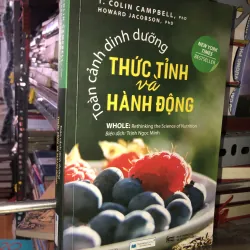 T. COLIN CAMPBELL, PhD
HOWARD JACOBSON, PhD
Toàn cảnh dinh dưỡng
NEW YORK
TIMES
BESTSELLER
THỨC TỈNH
và
HÀNH ĐỘNG
WHOLE: Rethinking the Science of Nutrition
Biên dịch: Trịnh Ngọc Minh